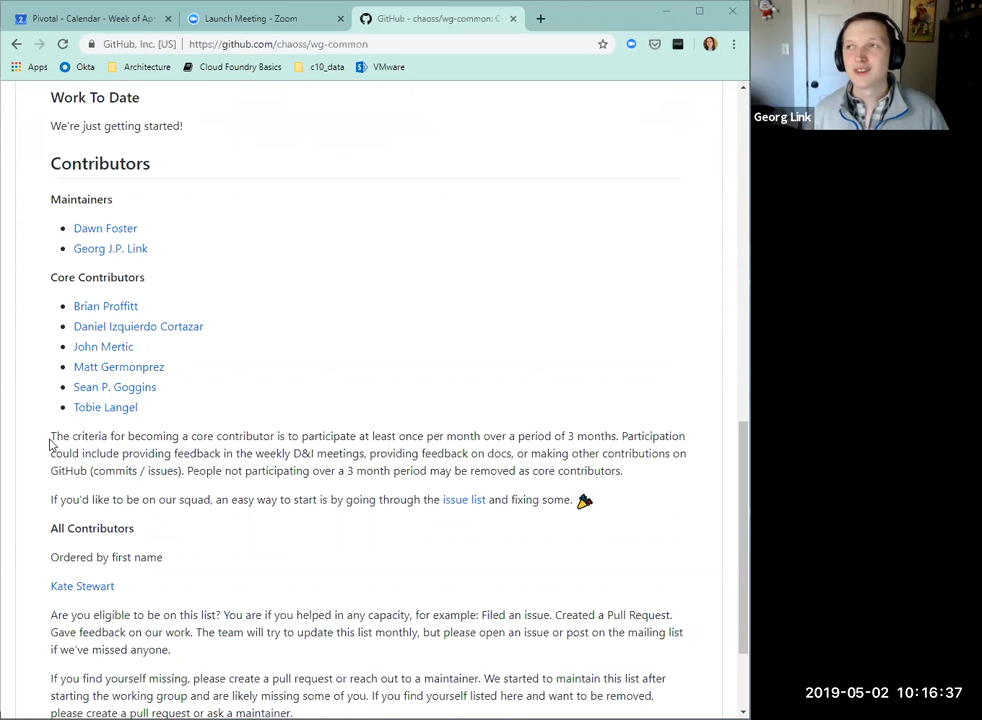 Pivotal - Calendar - Week of Ap
Launch Meeting - Zoom
GitHub - chaoss/wg-common: C
GitHub, Inc. [US] | https://github.com/chaoss/wg-common
Apps Okta Architecture Cloud Foundry Basics c10_data VMware
Work To Date
We're just getting started!
Contributors
Maintainers
Dawn Foster
Georg J.P. Link
Core Contributors
Brian Proffitt
Daniel Izquierdo Cortazar
John Mertic
Matt Germonprez
Sean P. Goggins
Tobie Langel
The criteria for becoming a core contributor is to participate at least once per month over a period of 3 months. Participation
could include providing feedback in the weekly D&I meetings, providing feedback on docs, or making other contributions on
GitHub (commits / issues). People not participating over a 3 month period may be removed as core contributors.
If you'd like to be on our squad, an easy way to start is by going through the issue list and fixing some.
All Contributors
Ordered by first name
Kate Stewart
Are you eligible to be on this list? You are if you helped in any capacity, for example: Filed an issue. Created a Pull Request.
Gave feedback on our work. The team will try to update this list monthly, but please open an issue or post on the mailing list
if we've missed anyone.
If you find yourself missing, please create a pull request or reach out to a maintainer. We started to maintain this list after
starting the working group and are likely missing some of you. If you find yourself listed here and want to be removed,
please create a pull request or ask a maintainer.
Georg Link
2019-05-02 10:16:37